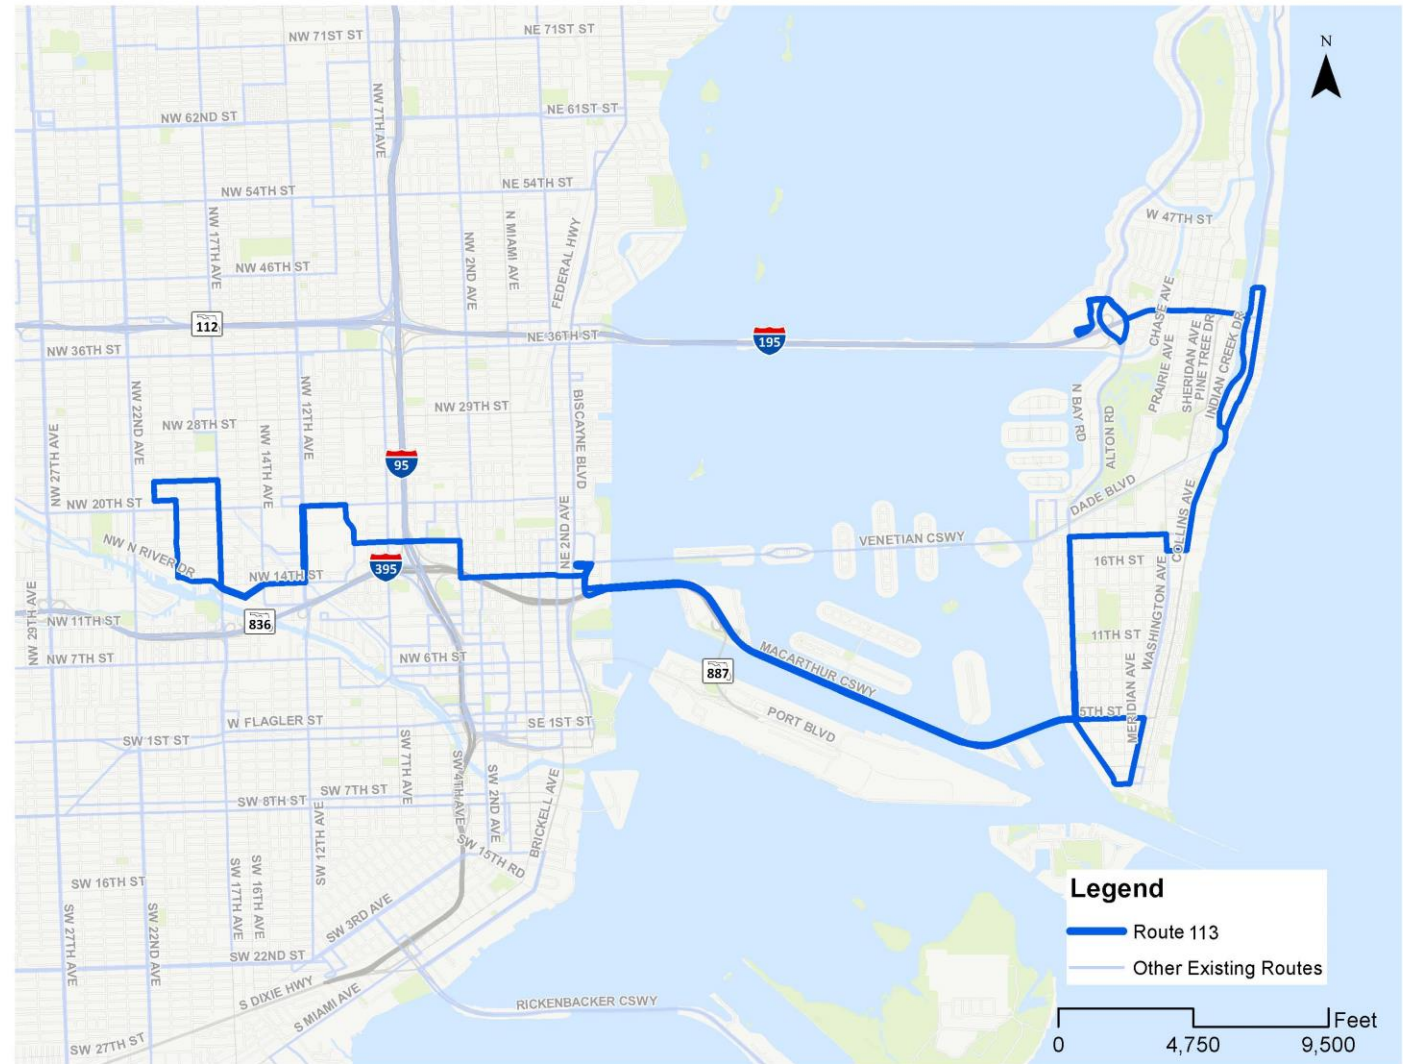 NW 71ST ST
NE 71ST ST
N
NW 7TH AVE
NW 62ND ST
NE 61ST ST
NW 54TH ST
NE 54TH ST
NW 17TH AVE
N MIAMI AVE
NW 2ND AVE
FEDERAL HWY
W 47TH ST
NW 46TH ST
CHASE AVE
112
NE 36TH ST
195
NW 36TH ST
PRAIRIE AVE
SHERIDAN AVE
PINE TREE DR
INDIAN CREEK DR
NW 22ND AVE
NW 12TH AVE
NW 29TH ST
BISCAYNE BLVD
N BAY RD
ALTON RD
NW 28TH ST
NW 27TH AVE
NW 14TH AVE
95
NW 20TH ST
DADE BLVD
COLLINS AVE
NE 2ND AVE
VENETIAN CSWY
NW N RIVER DR
395
NW 14TH ST
16TH ST
NW 29TH AVE
NW 11TH ST
836
11TH ST
WASHINGTON AVE
NW 7TH ST
NW 6TH ST
MACARTHUR CSWY
887
MERIDIAN AVE
W FLAGLER ST
SE 1ST ST
PORT BLVD
5TH ST
SW 1ST ST
SW 7TH AVE
SW 4TH AVE
SW 2ND AVE
SW 7TH ST
SW 8TH ST
BRICKELL AVE
SW 12TH AVE
SW 15TH RD
SW 16TH ST
SW 17TH AVE
SW 16TH AVE
SW 27TH AVE
SW 22ND AVE
SW 3RD AVE
SW 22ND ST
S DIXIE HWY
S MIAMI AVE
RICKENBACKER CSWY
SW 27TH ST
Legend
Route 113
Other Existing Routes
Feet
0 4,750 9,500